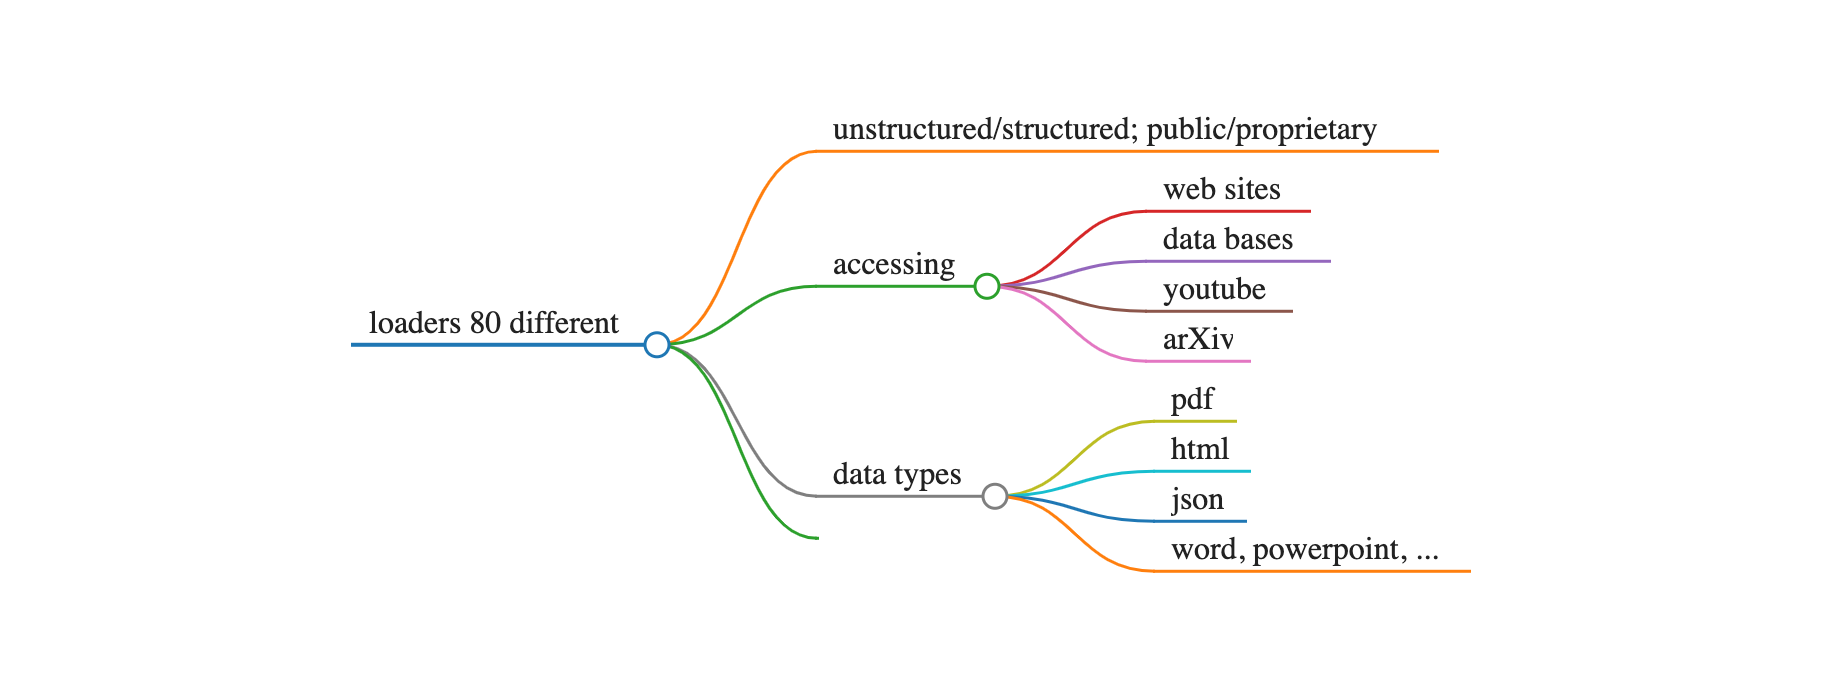 loaders 80 different
unstructured/structured; public/proprietary
accessing
web sites
data bases
youtube
arXiv
data types
pdf
html
json
word, powerpoint, ...